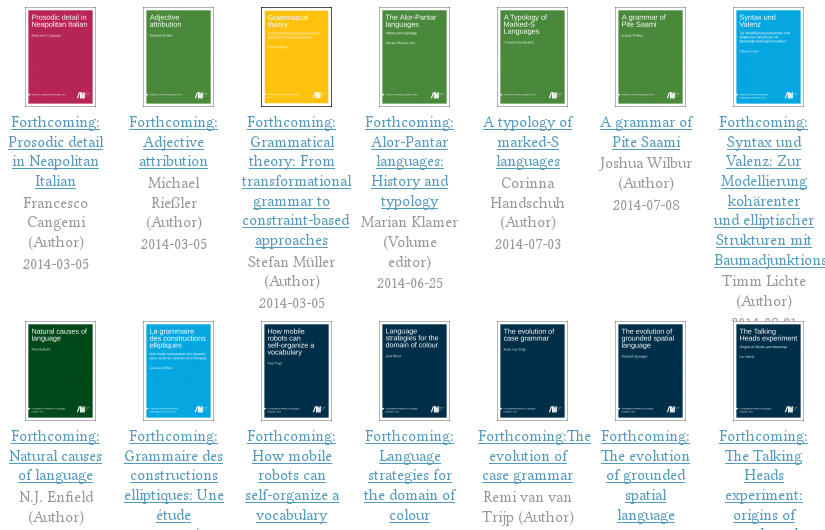 Prosodic detail in
Neapolitan Italian
Francesco Cangemi
Forthcoming:
Prosodic detail
in Neapolitan
Italian
Francesco
Cangemi
(Author)
2014-03-05
Adjective
attribution
Michael Rießler
Forthcoming:
Adjective
attribution
Michael
Rießler
(Author)
2014-03-05
Grammatical
theory
Forthcoming:
Grammatical
theory: From
transformational
grammar to
constraint-based
approaches
Stefan Müller
(Author)
2014-03-05
The Alor-Pantar
languages
History and typology
Marian Klamer (ed.)
Forthcoming:
Alor-Pantar
languages:
History and
typology
Marian Klamer
(Volume
editor)
2014-06-25
A Typology of
Marked-S
Languages
Corinna Handschuh
A typology of
marked-S
languages
Corinna
Handschuh
(Author)
2014-07-03
A grammar of
Pite Saami
Joshua Wilbur
A grammar of
Pite Saami
Joshua Wilbur
(Author)
2014-07-08
Syntax und
Valenz
Timm Lichte
Forthcoming:
Syntax und
Valenz: Zur
Modellierung
kohärenter
und elliptischer
Strukturen mit
Baumadjunktions
Timm Lichte
(Author)
Natural causes of
language
Nick Enfield
Forthcoming:
Natural causes
of language
N.J. Enfield
(Author)
La grammaire
des constructions
elliptiques
Forthcoming:
Grammaire des
constructions
elliptiques: Une
étude
How mobile
robots can
self-organize a
vocabulary
Paul Vogt
Forthcoming:
How mobile
robots can
self-organize a
vocabulary
Language
strategies for the
domain of colour
Joris Bleys
Forthcoming:
Language
strategies for
the domain of
colour
The evolution of
case grammar
Remi van Trijp
Forthcoming:The
evolution of
case grammar
Remi van van
Trijp (Author)
The evolution of
grounded spatial
language
Michael Spranger
Forthcoming:
The evolution
of grounded
spatial
language
The Talking
Heads experiment
Origins of Words and Meanings
Luc Steels
Forthcoming:
The Talking
Heads
experiment:
origins of